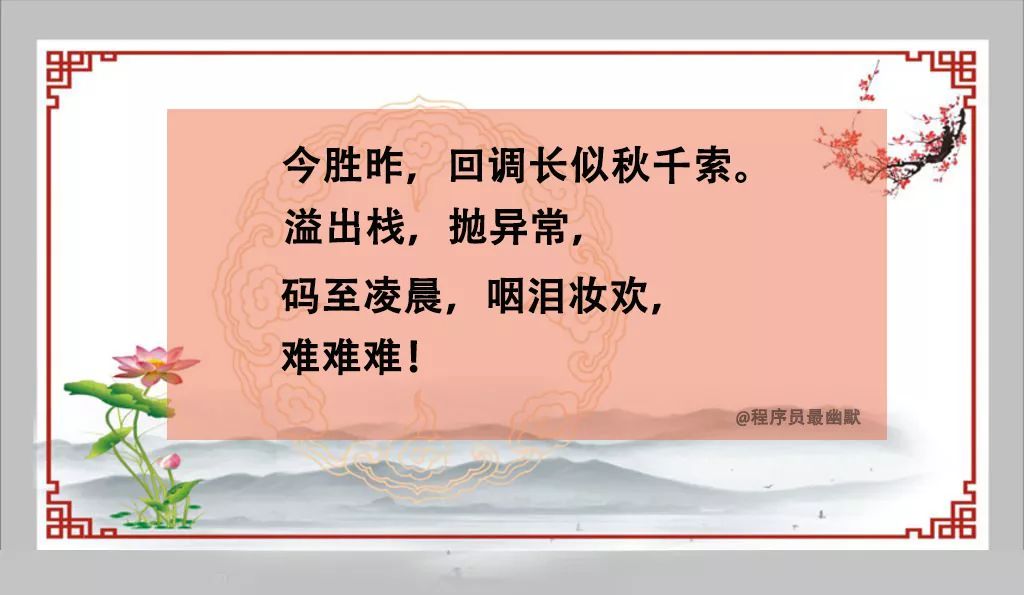 今胜昨，回调长似秋千索。
溢出栈，抛异常，
码至凌晨，咽泪妆欢，
难难难！
@程序员最幽默